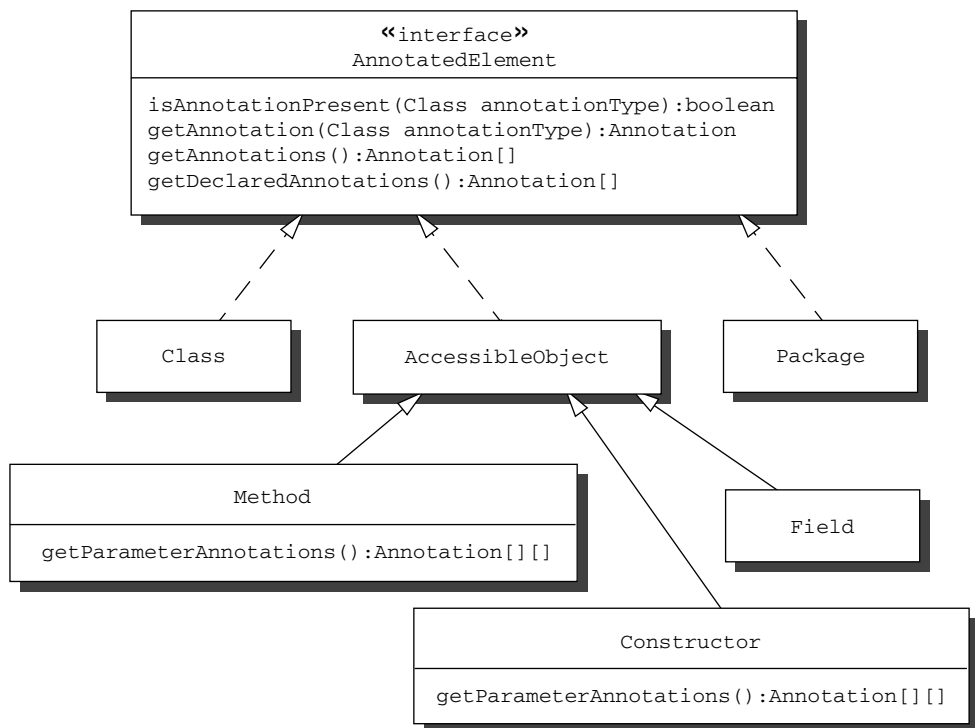 «interface»
AnnotatedElement
isAnnotationPresent(Class annotationType):boolean
getAnnotation(Class annotationType):Annotation
getAnnotations():Annotation[]
getDeclaredAnnotations():Annotation[]
Class
AccessibleObject
Package
Method
getParameterAnnotations():Annotation[][]
Field
Constructor
getParameterAnnotations():Annotation[][]